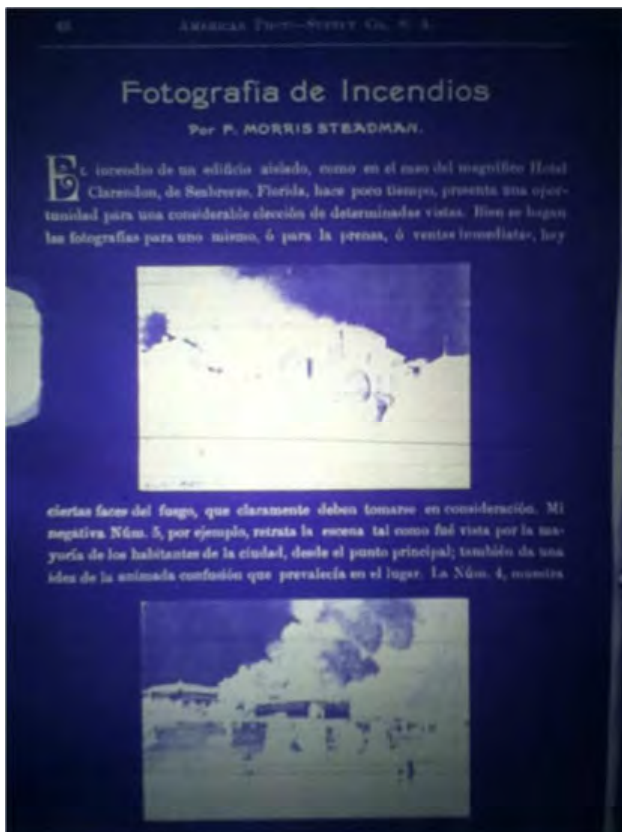 AMERICAN PHOTO-SUPPLY CO. S. A.
Fotografía de Incendios
Por F. MORRIS STEADMAN.
EL incendio de un edificio aislado, como en el caso del magnífico Hotel
Clarendon, de Seabreeze, Florida, hace poco tiempo, presenta una opor-
tunidad para una considerable elección de determinadas vistas. Bien se hagan
las fotografías para uno mismo, ó para la prensa, ó ventas inmediatas, hay
ciertas faces del fuego, que claramente deben tomarse en consideración. Mi
negativa Núm. 5, por ejemplo, retrata la escena tal como fué vista por la ma-
yoría de los habitantes de la ciudad, desde el punto principal; también da una
idea de la animada confusión que prevalecía en el lugar. La Núm. 4, muestra